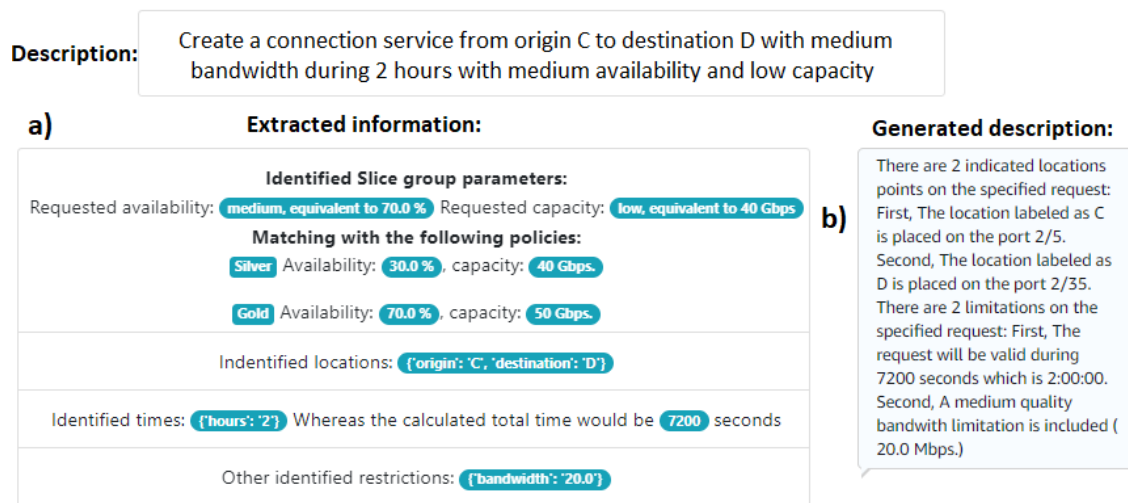 Description:
Create a connection service from origin C to destination D with medium
bandwidth during 2 hours with medium availability and low capacity
a)
Extracted information:
Identified Slice group parameters:
Requested availability: medium, equivalent to 70.0 % Requested capacity: low, equivalent to 40 Gbps
Matching with the following policies:
Silver Availability: 30.0 %, capacity: 40 Gbps.
Gold Availability: 70.0 %, capacity: 50 Gbps.
Indentified locations: {'origin': 'C', 'destination': 'D'}
Identified times: {'hours': '2'} Whereas the calculated total time would be 7200 seconds
Other identified restrictions: {'bandwidth': '20.0'}
b)
Generated description:
There are 2 indicated locations
points on the specified request:
First, The location labeled as C
is placed on the port 2/5.
Second, The location labeled as
D is placed on the port 2/35.
There are 2 limitations on the
specified request: First, The
request will be valid during
7200 seconds which is 2:00:00.
Second, A medium quality
bandwith limitation is included (
20.0 Mbps.)